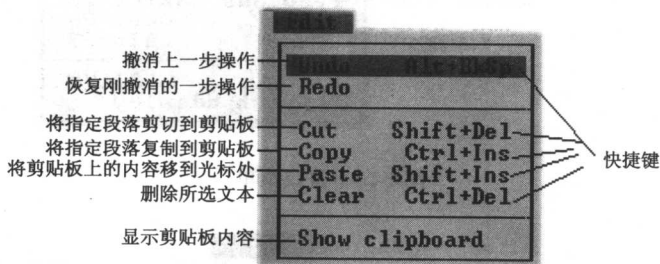 Edit
撤消上一步操作 Undo Alt+BkSp
恢复刚撤消的一步操作 Redo
将指定段落剪切到剪贴板 Cut Shift+Del
将指定段落复制到剪贴板 Copy Ctrl+Ins
将剪贴板上的内容移到光标处 Paste Shift+Ins
删除所选文本 Clear Ctrl+Del
快捷键
显示剪贴板内容 Show clipboard